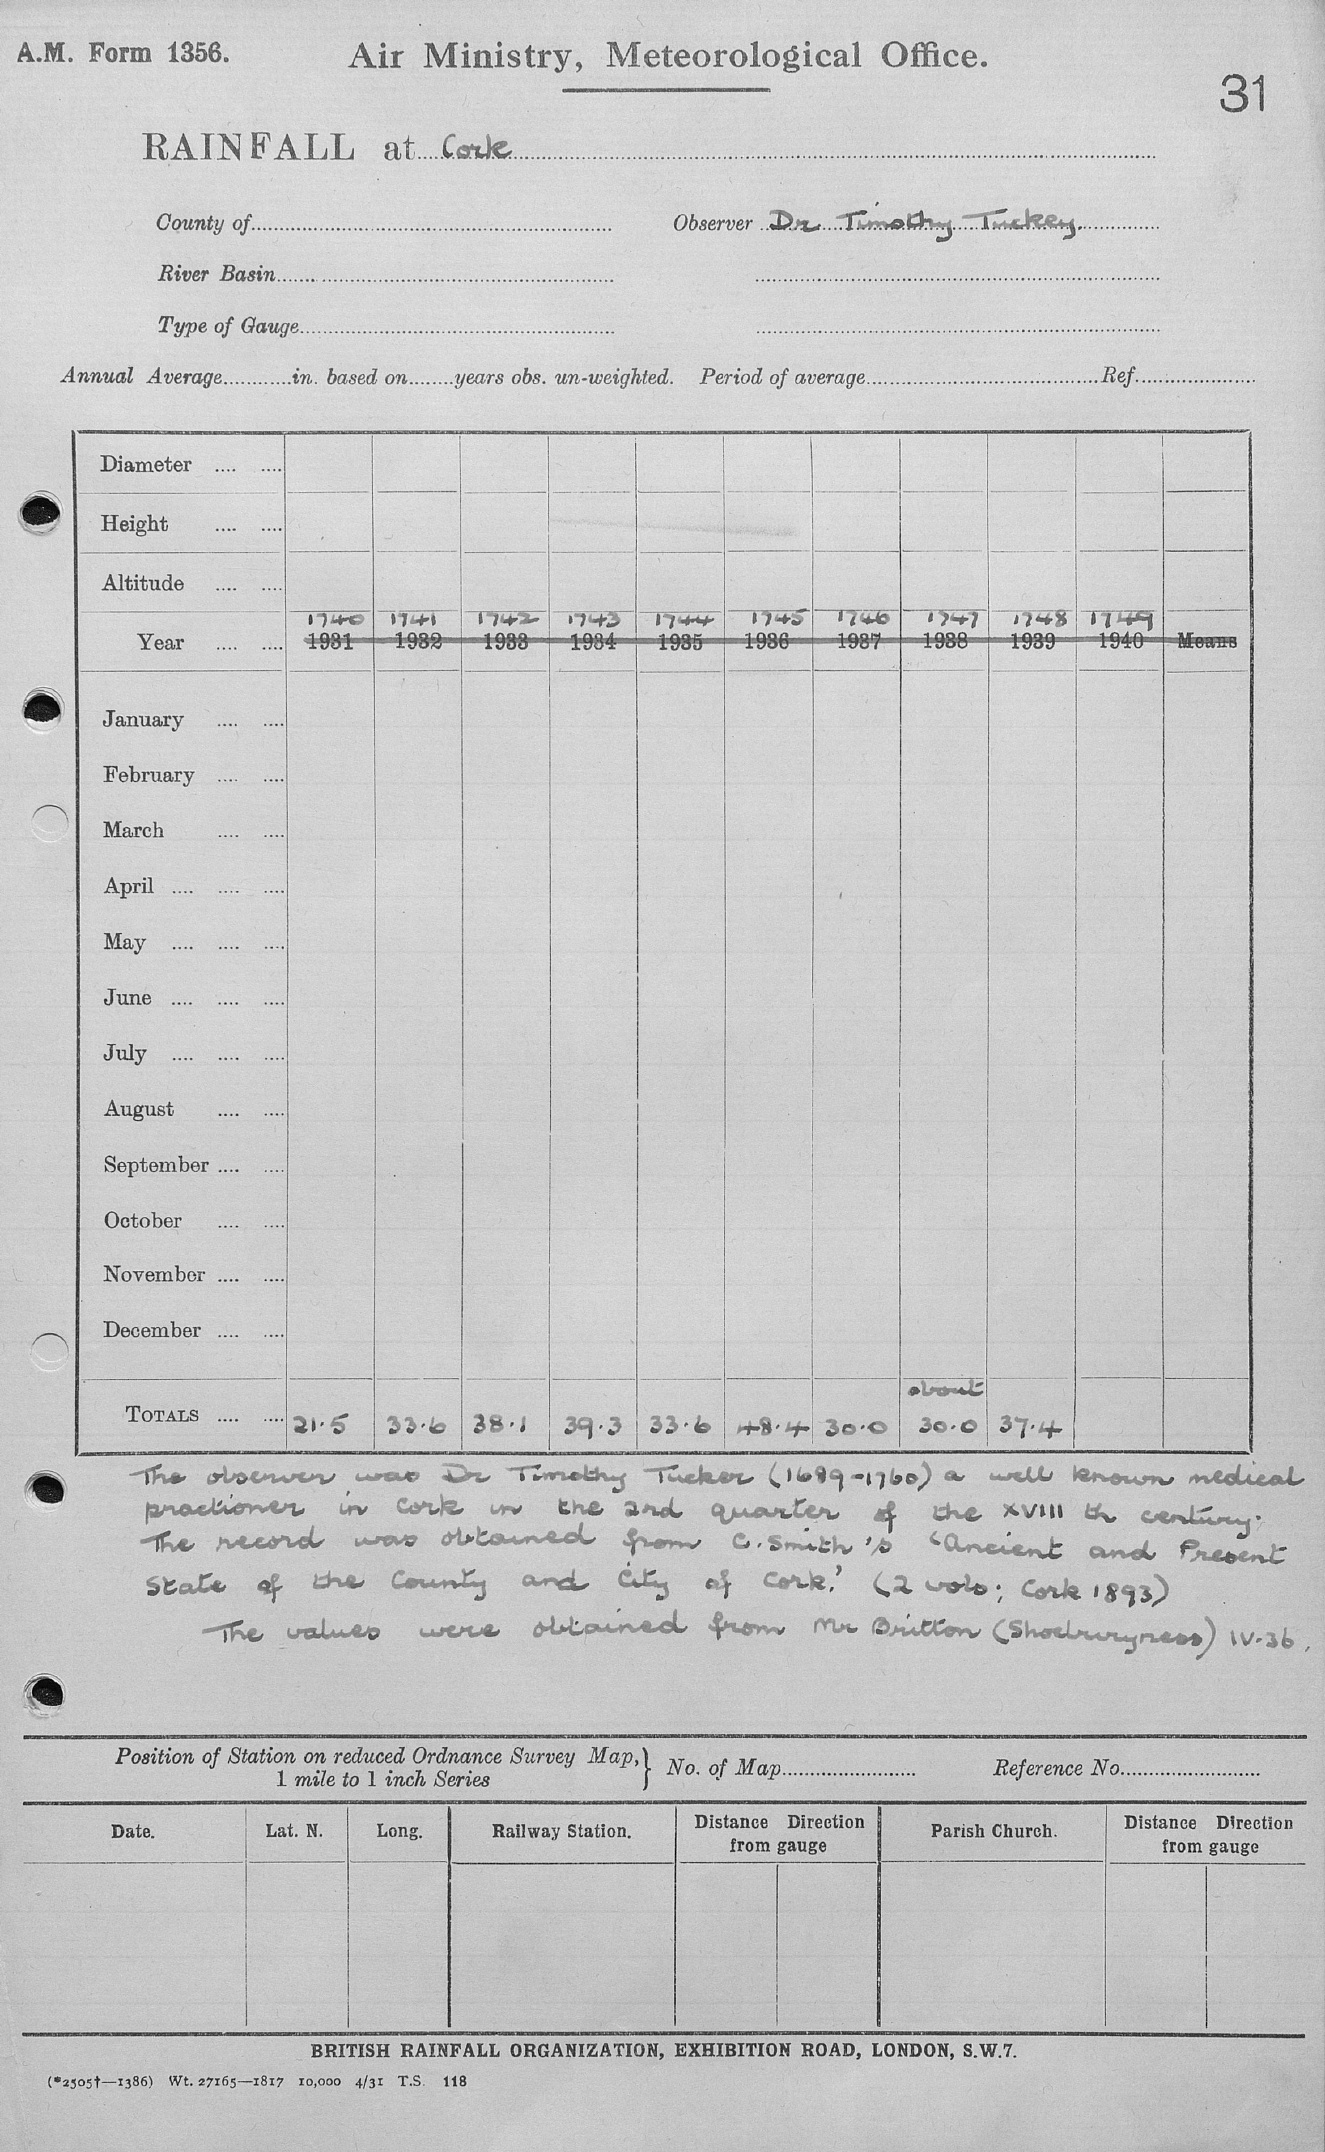 A.M. Form 1356. Air Ministry, Meteorological Office.
31
RAINFALL at Cork
County of Observer Dr Timothy Tuckey.
River Basin
Type of Gauge
Annual Average in. based on years obs. un-weighted. Period of average Ref.
Diameter
Height
Altitude
1740 1741 1742 1743 1744 1745 1746 1747 1748 1749
Year 1931 1932 1933 1934 1935 1936 1937 1938 1939 1940 Means
January
February
March
April
May
June
July
August
September
October
November
December
about
TOTALS 21.5 33.6 38.1 39.3 33.6 48.4 30.0 30.0 37.4
The observer was Dr Timothy Tucker (1689-1760) a well known medical
practioner in Cork in the 2nd quarter of the XVIII th century.
The record was obtained from C. Smith's 'Ancient and Present
State of the County and City of Cork.' (2 vols; Cork 1893)
The values were obtained from Mr Britton (Shoeburyness) IV.36.
Position of Station on reduced Ordnance Survey Map,} No. of Map Reference No.
1 mile to 1 inch Series
Date. Lat. N. Long. Railway Station. Distance Direction Parish Church. Distance Direction
from gauge from gauge
BRITISH RAINFALL ORGANIZATION, EXHIBITION ROAD, LONDON, S.W.7.
(*2505†—1386) Wt. 27165—1817 10,000 4/31 T.S. 118